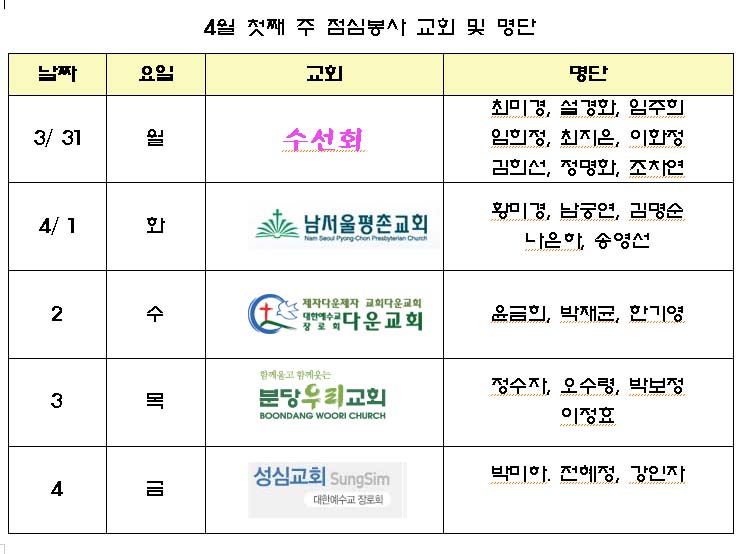 4월 첫째 주 점심봉사 교회 및 명단
날짜 요일 교회 명단
3/ 31 월 수선회
최미경, 설경화, 임주희
임희정, 최지은, 이화정
김희선, 정명화, 조차연
4/ 1 화
남서울평촌교회
Nam Seoul Pyong-Chon Presbyterian Church
황미경, 남궁연, 김명순
나은하, 송영선
2 수
제자다운제자 교회다운교회
대한예수교
장로회 다운교회
윤금희, 박재균, 한기영
3 목
함께울고 함께웃는
분당우리교회
BOONDANG WOORI CHURCH
정수자, 오수령, 박보정
이정효
4 금
성심교회 SungSim
대한예수교 장로회
박미하. 전혜정, 강인자